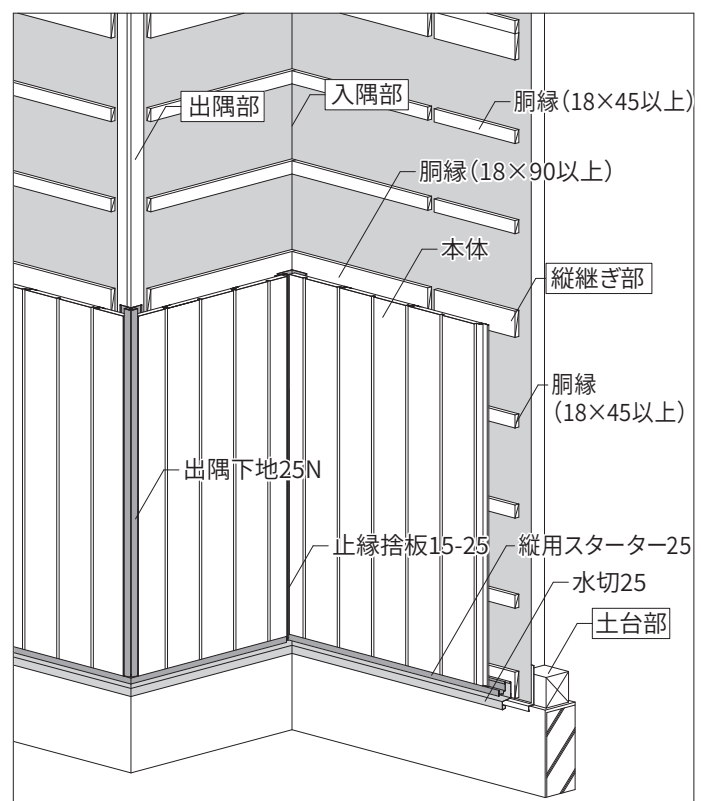 出隅部
入隅部
胴縁（18×45以上）
胴縁（18×90以上）
本体
縦継ぎ部
胴縁
（18×45以上）
出隅下地25N
止縁捨板15-25
縦用スターター25
水切25
土台部